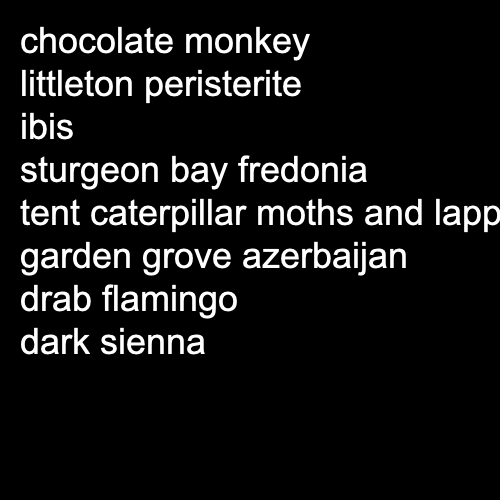 chocolate monkey
littleton peristerite
ibis
sturgeon bay fredonia
tent caterpillar moths and lapp
garden grove azerbaijan
drab flamingo
dark sienna